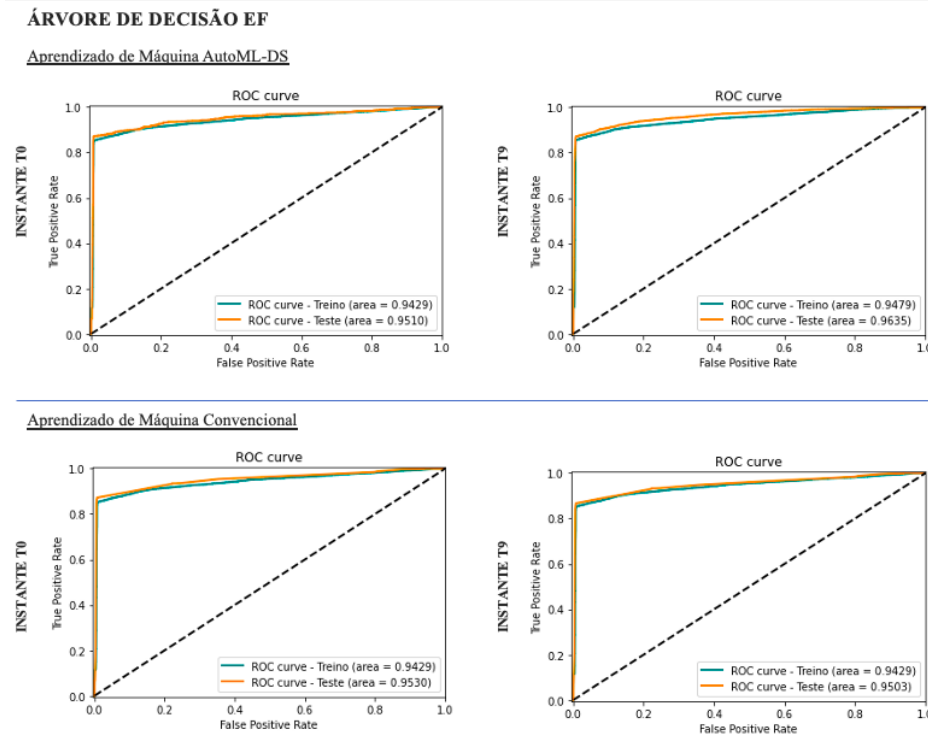 ÁRVORE DE DECISÃO EF
Aprendizado de Máquina AutoML-DS
INSTANTE T0
ROC curve
True Positive Rate
1.0
0.8
0.6
0.4
0.2
0.0
ROC curve - Treino (area = 0.9429)
ROC curve - Teste (area = 0.9510)
0.0 0.2 0.4 0.6 0.8 1.0
False Positive Rate
INSTANTE T9
ROC curve
True Positive Rate
1.0
0.8
0.6
0.4
0.2
0.0
ROC curve - Treino (area = 0.9479)
ROC curve - Teste (area = 0.9635)
0.0 0.2 0.4 0.6 0.8 1.0
False Positive Rate
Aprendizado de Máquina Convencional
INSTANTE T0
ROC curve
True Positive Rate
1.0
0.8
0.6
0.4
0.2
0.0
ROC curve - Treino (area = 0.9429)
ROC curve - Teste (area = 0.9530)
0.0 0.2 0.4 0.6 0.8 1.0
False Positive Rate
INSTANTE T9
ROC curve
True Positive Rate
1.0
0.8
0.6
0.4
0.2
0.0
ROC curve - Treino (area = 0.9429)
ROC curve - Teste (area = 0.9503)
0.0 0.2 0.4 0.6 0.8 1.0
False Positive Rate